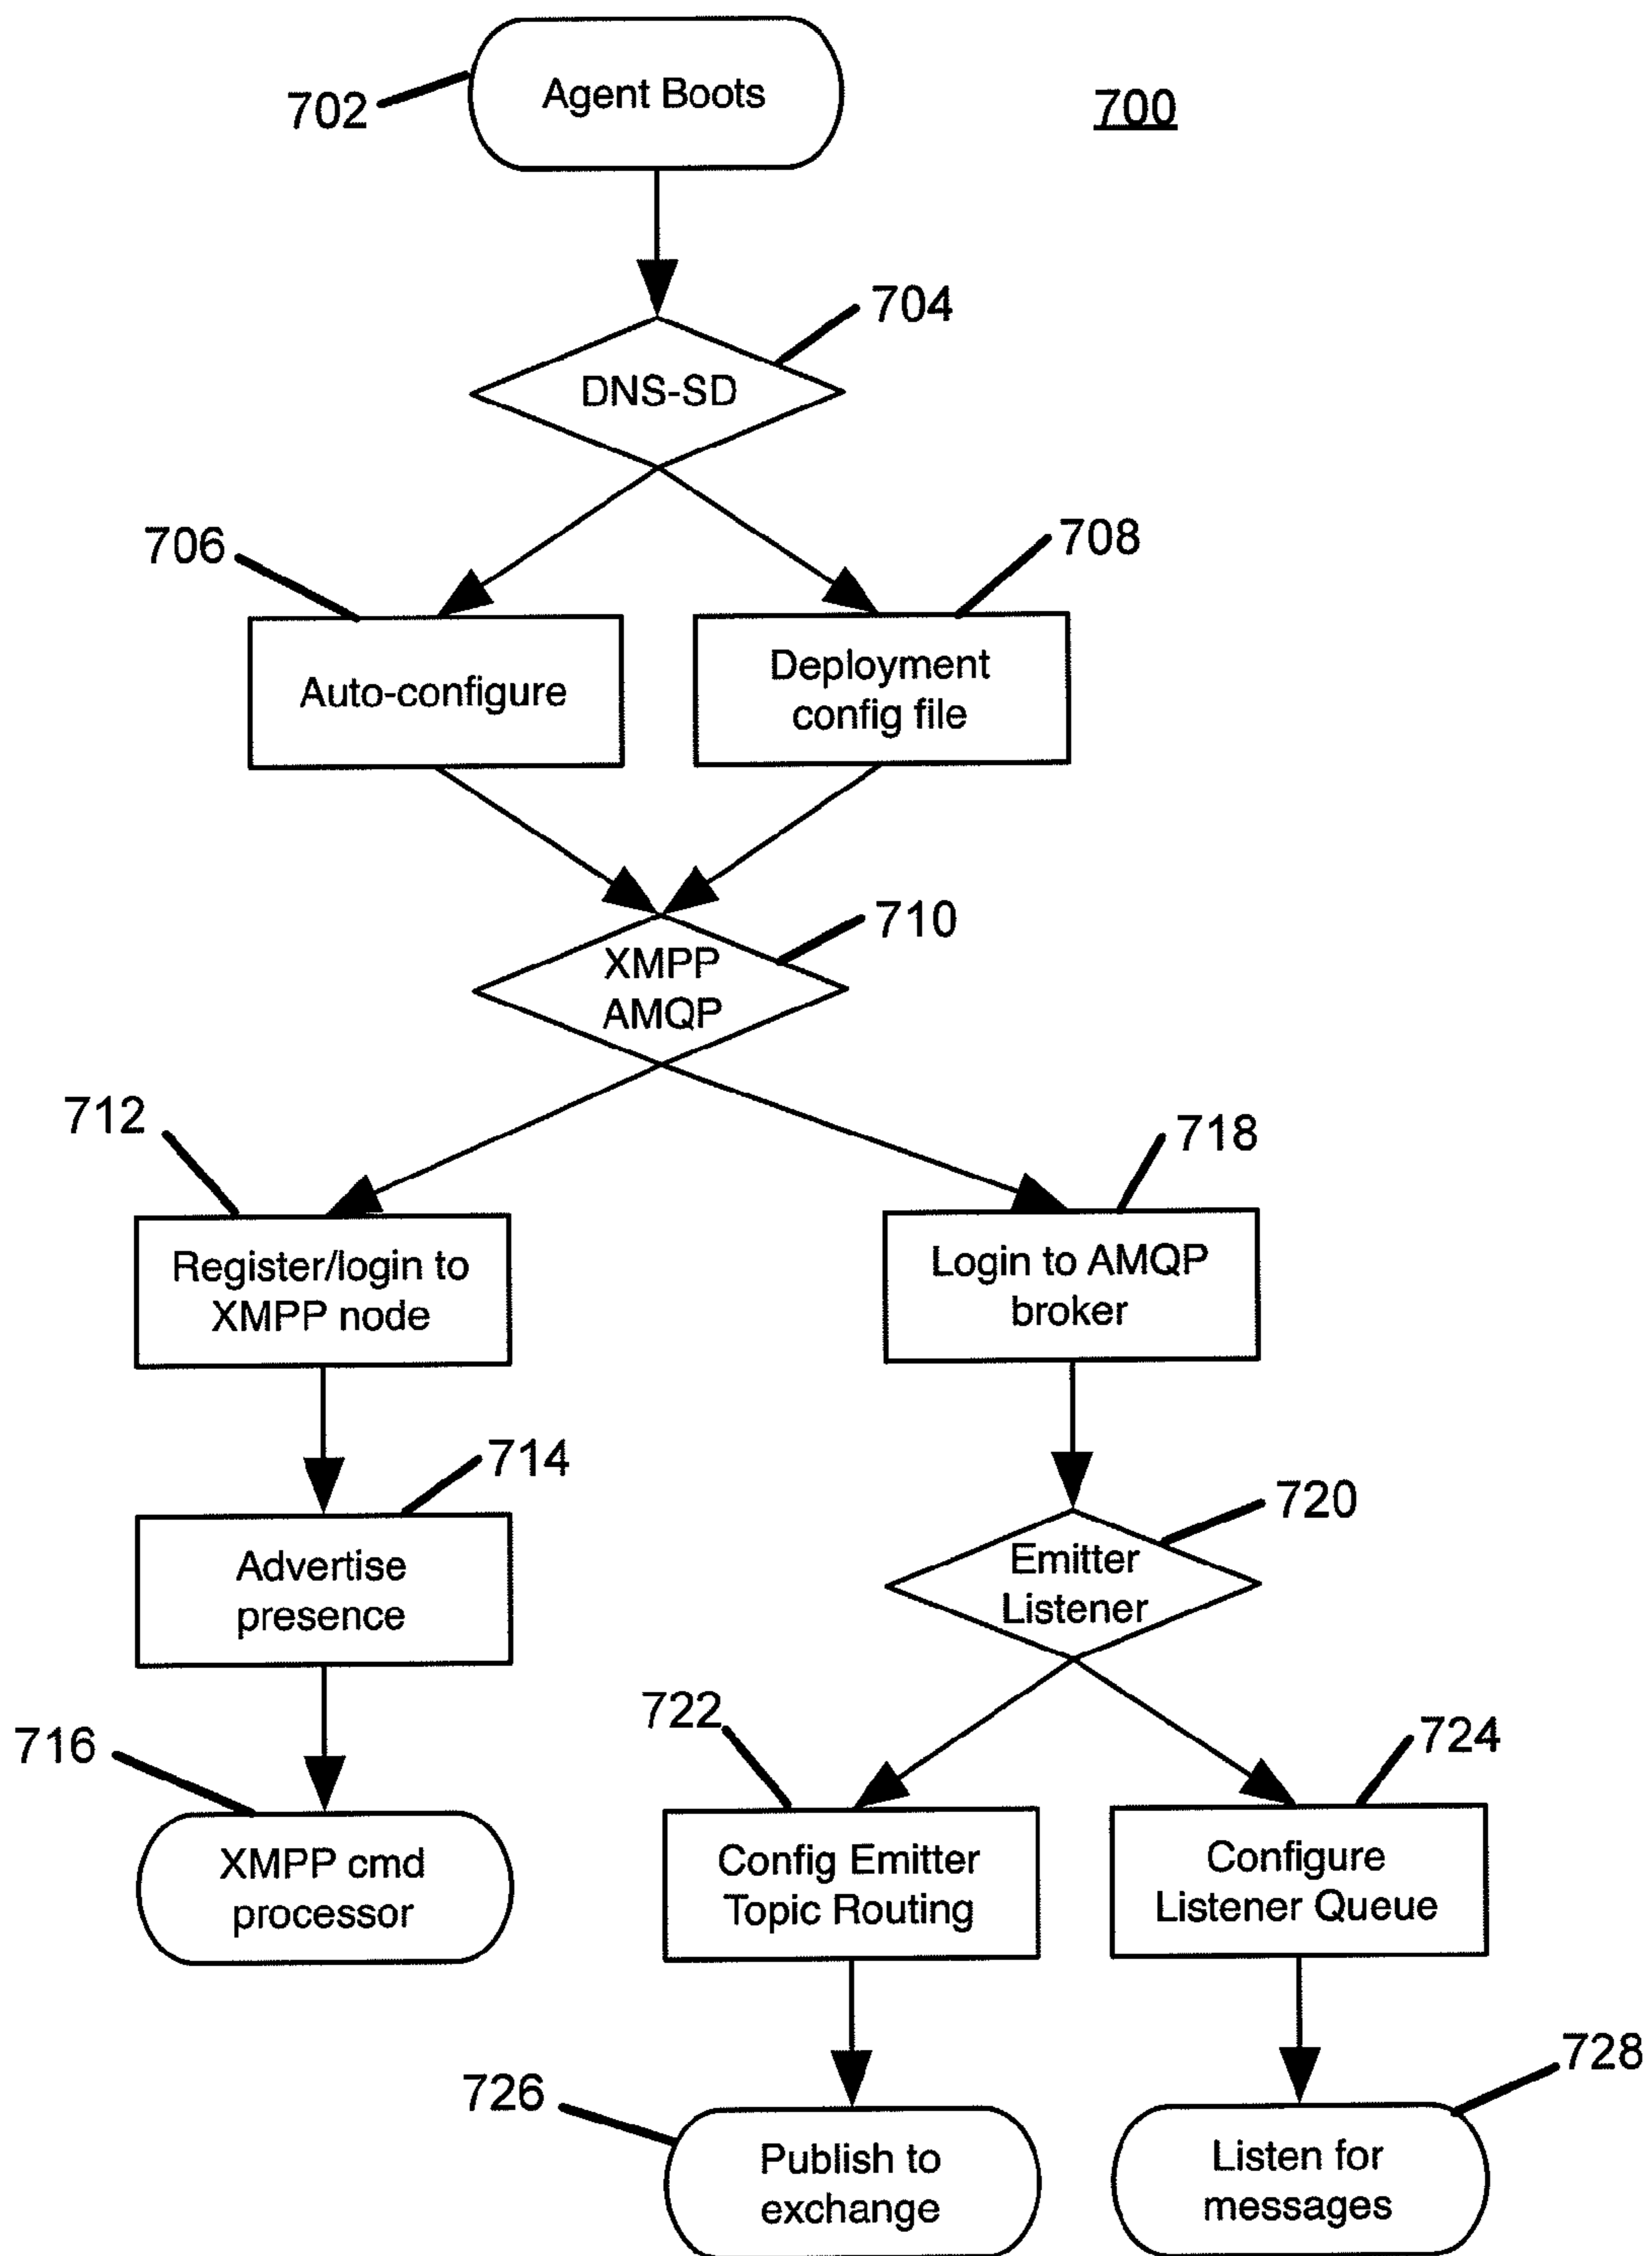 Agent Boots
702
700
704
DNS-SD
706
708
Auto-configure
Deployment
config file
710
XMPP
AMQP
712
718
Register/login to
XMPP node
Login to AMQP
broker
714
720
Advertise
presence
Emitter
Listener
722
724
716
XMPP cmd
processor
Config Emitter
Topic Routing
Configure
Listener Queue
726
728
Publish to
exchange
Listen for
messages